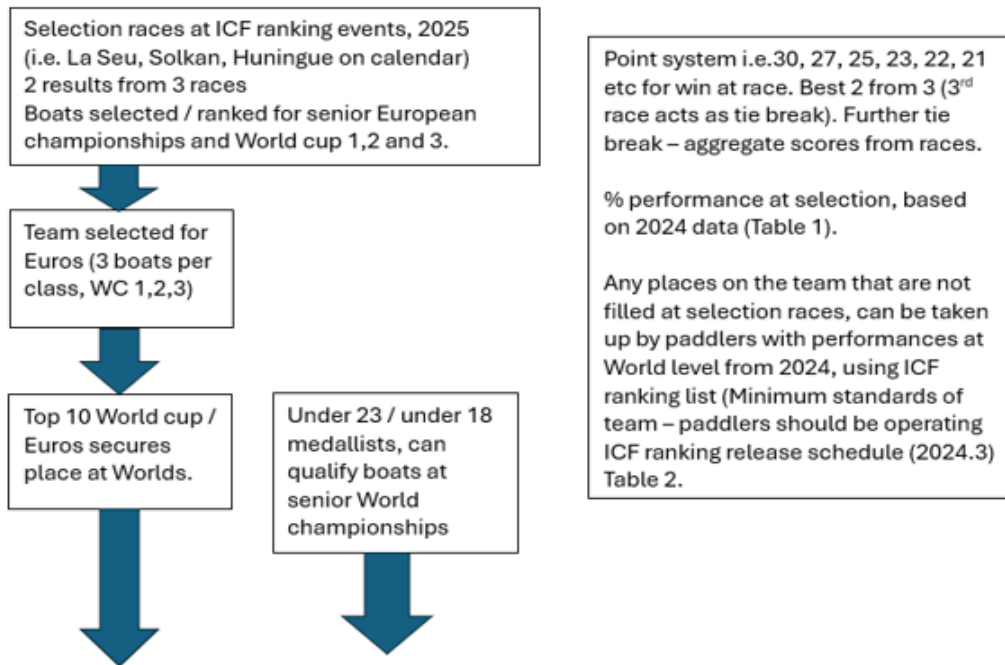 Selection races at ICF ranking events, 2025
(i.e. La Seu, Solkan, Huningue on calendar)
2 results from 3 races
Boats selected / ranked for senior European
championships and World cup 1,2 and 3.
Team selected for
Euros (3 boats per
class, WC 1,2,3)
Top 10 World cup /
Euros secures
place at Worlds.
Under 23 / under 18
medallists, can
qualify boats at
senior World
championships
Point system i.e.30, 27, 25, 23, 22, 21
etc for win at race. Best 2 from 3 (3rd
race acts as tie break). Further tie
break – aggregate scores from races.
% performance at selection, based
on 2024 data (Table 1).
Any places on the team that are not
filled at selection races, can be taken
up by paddlers with performances at
World level from 2024, using ICF
ranking list (Minimum standards of
team – paddlers should be operating
ICF ranking release schedule (2024.3)
Table 2.